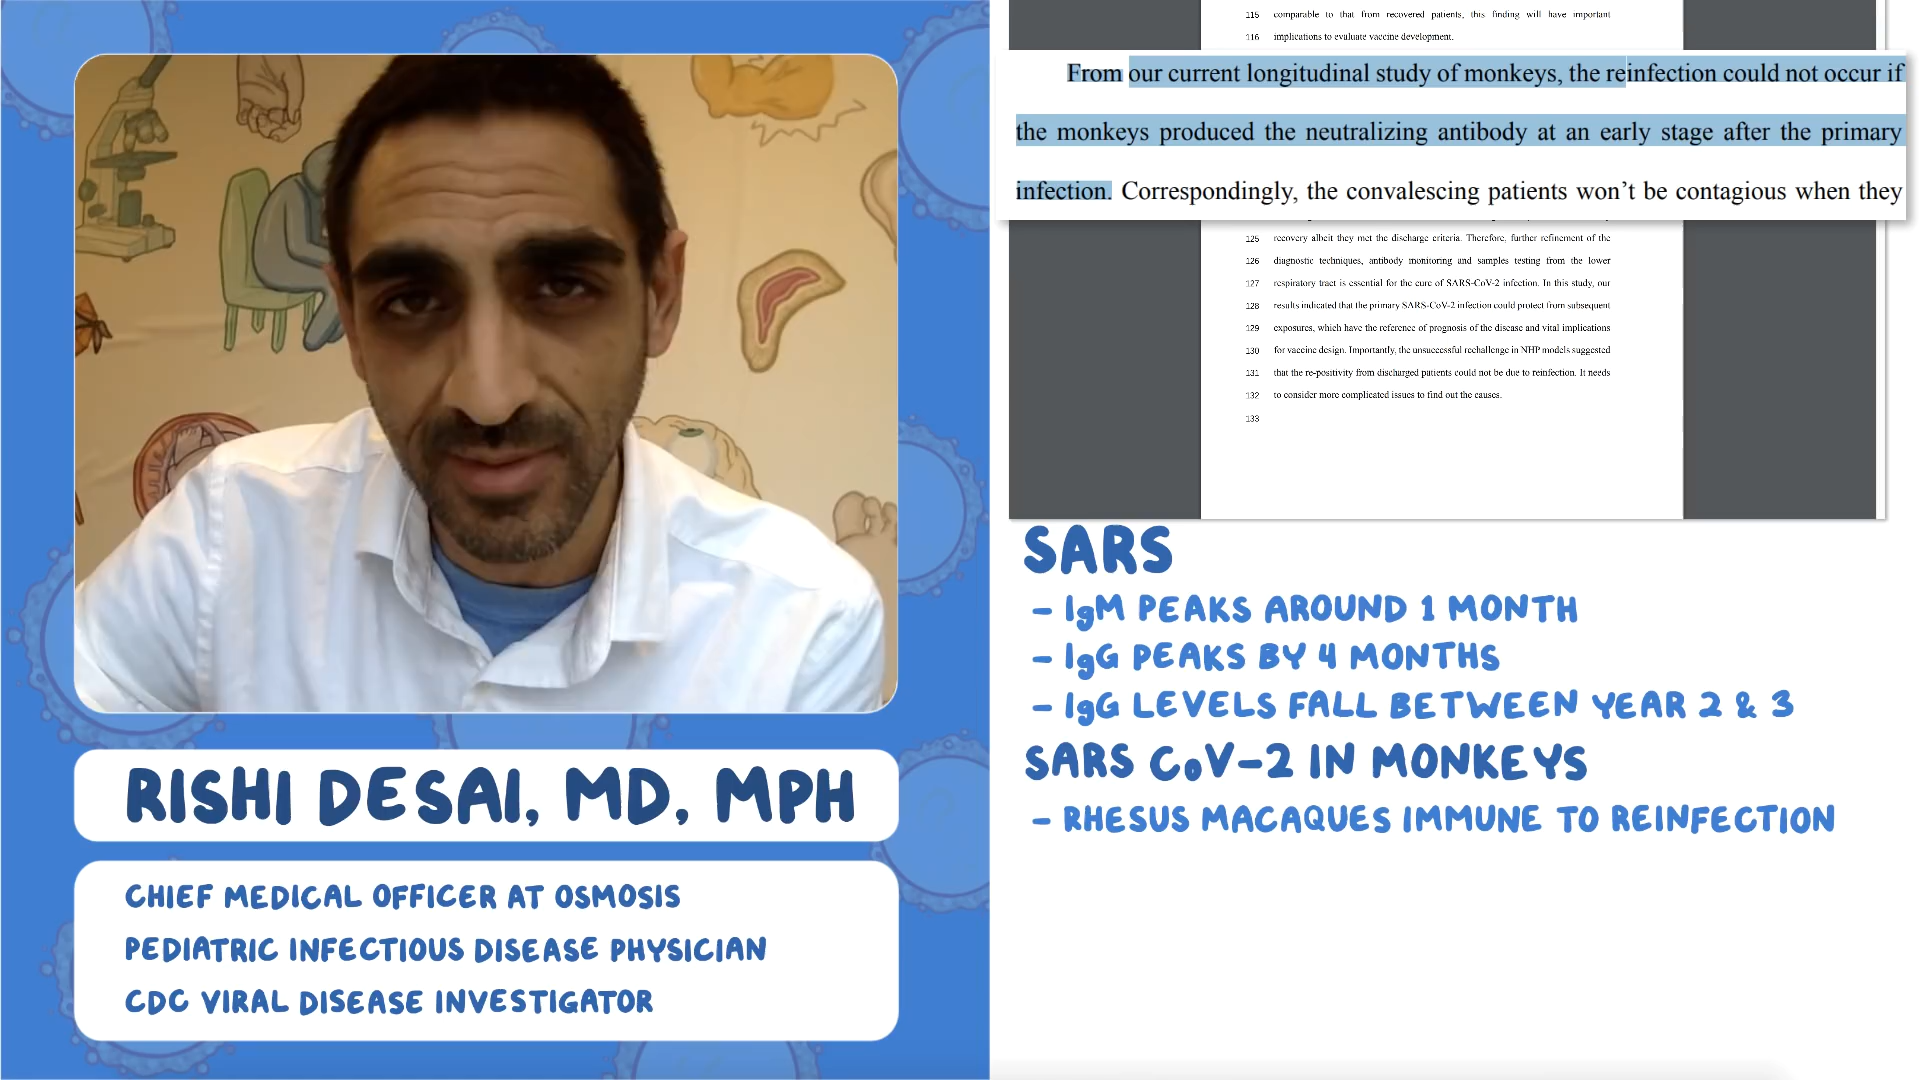 RISHI DESAI, MD, MPH
CHIEF MEDICAL OFFICER AT OSMOSIS
PEDIATRIC INFECTIOUS DISEASE PHYSICIAN
CDC VIRAL DISEASE INVESTIGATOR
115 comparable to that from recovered patients, this finding will have important
116 implications to evaluate vaccine development.
From our current longitudinal study of monkeys, the reinfection could not occur if
the monkeys produced the neutralizing antibody at an early stage after the primary
infection. Correspondingly, the convalescing patients won't be contagious when they
125 recovery albeit they met the discharge criteria. Therefore, further refinement of the
126 diagnostic techniques, antibody monitoring and samples testing from the lower
127 respiratory tract is essential for the cure of SARS-CoV-2 infection. In this study, our
128 results indicated that the primary SARS-CoV-2 infection could protect from subsequent
129 exposures, which have the reference of prognosis of the disease and vital implications
130 for vaccine design. Importantly, the unsuccessful rechallenge in NHP models suggested
131 that the re-positivity from discharged patients could not be due to reinfection. It needs
132 to consider more complicated issues to find out the causes.
133
SARS
- IgM PEAKS AROUND 1 MONTH
- IgG PEAKS BY 4 MONTHS
- IgG LEVELS FALL BETWEEN YEAR 2 & 3
SARS CoV-2 IN MONKEYS
- RHESUS MACAQUES IMMUNE TO REINFECTION